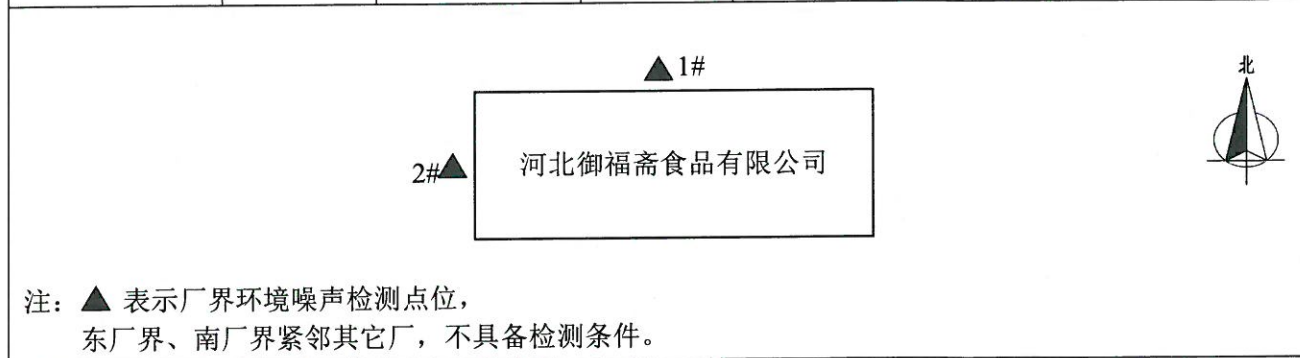 ▲1#
北
2#▲
河北御福斋食品有限公司
注：▲ 表示厂界环境噪声检测点位，
东厂界、南厂界紧邻其它厂，不具备检测条件。